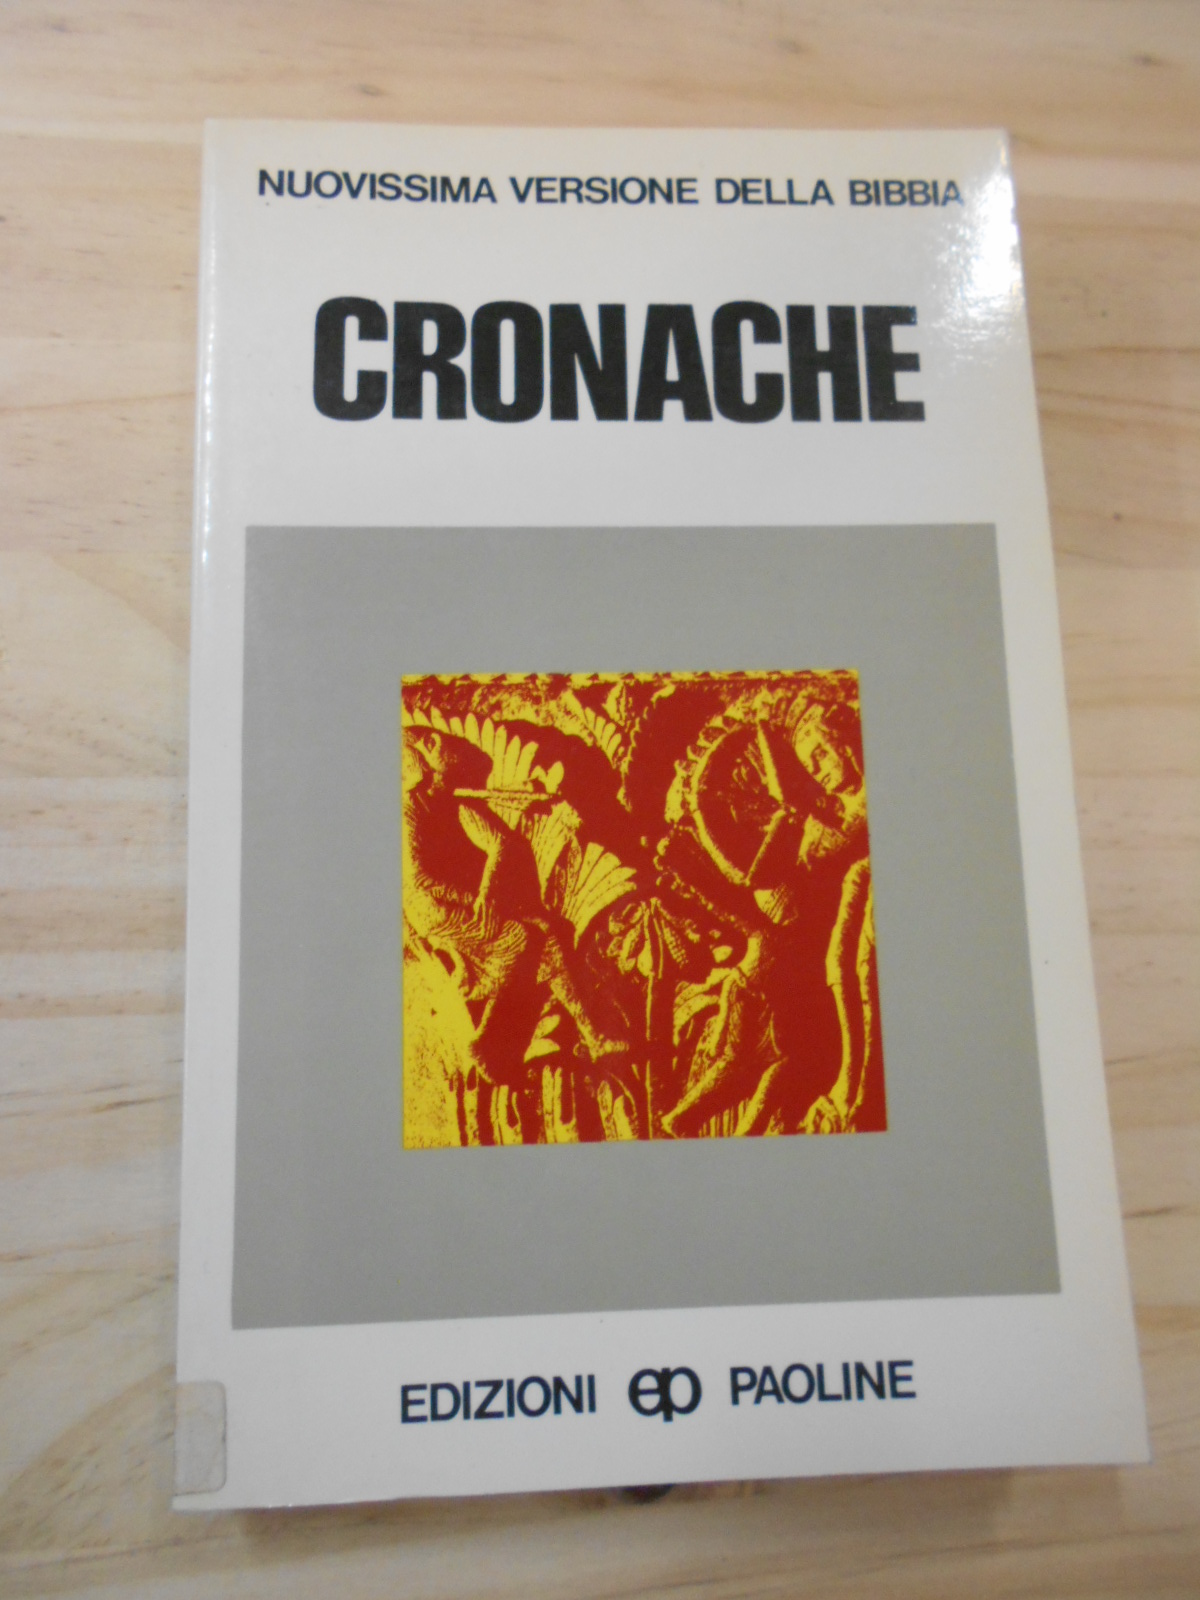 NUOVISSIMA VERSIONE DELLA BIBBIA
CRONACHE
EDIZIONI ep PAOLINE